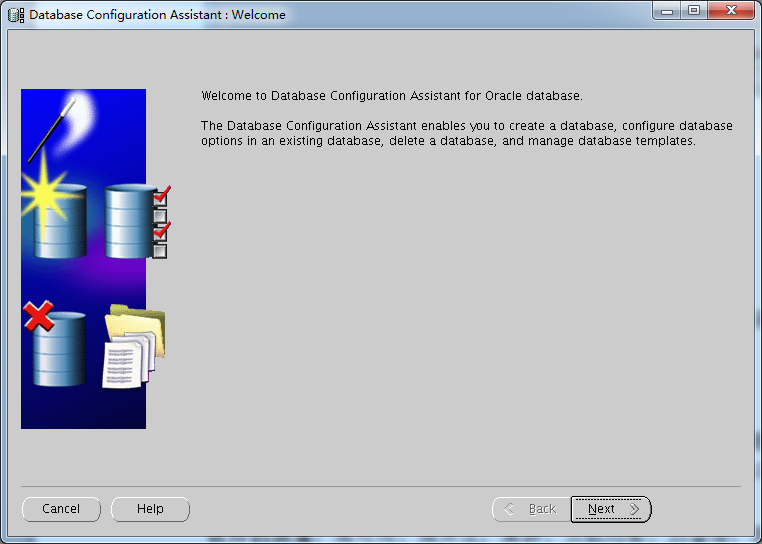 Database Configuration Assistant : Welcome
Welcome to Database Configuration Assistant for Oracle database.
The Database Configuration Assistant enables you to create a database, configure database
options in an existing database, delete a database, and manage database templates.
Cancel
Help
Back
Next